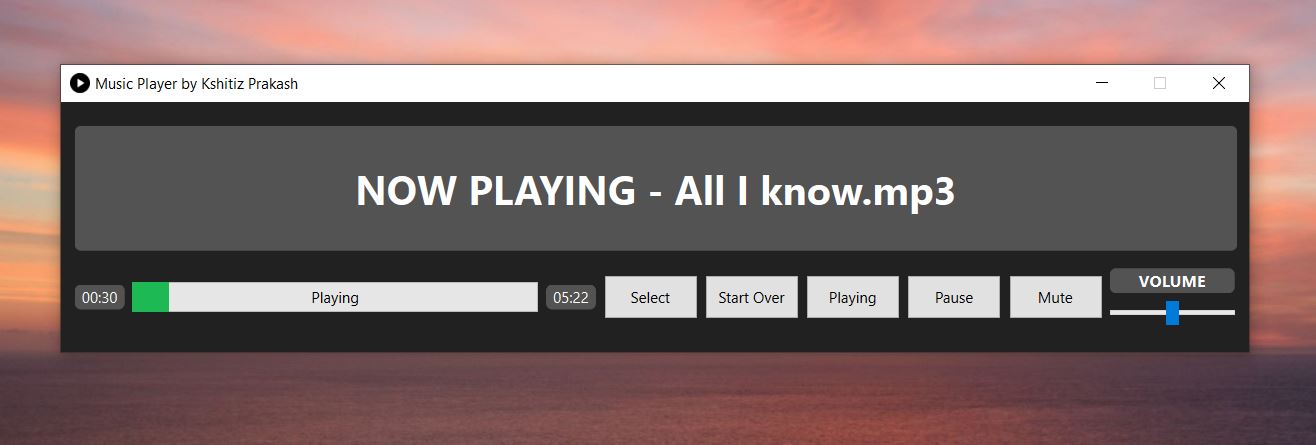 Music Player by Kshitiz Prakash
NOW PLAYING - All I know.mp3
00:30
Playing
05:22
Select
Start Over
Playing
Pause
Mute
VOLUME